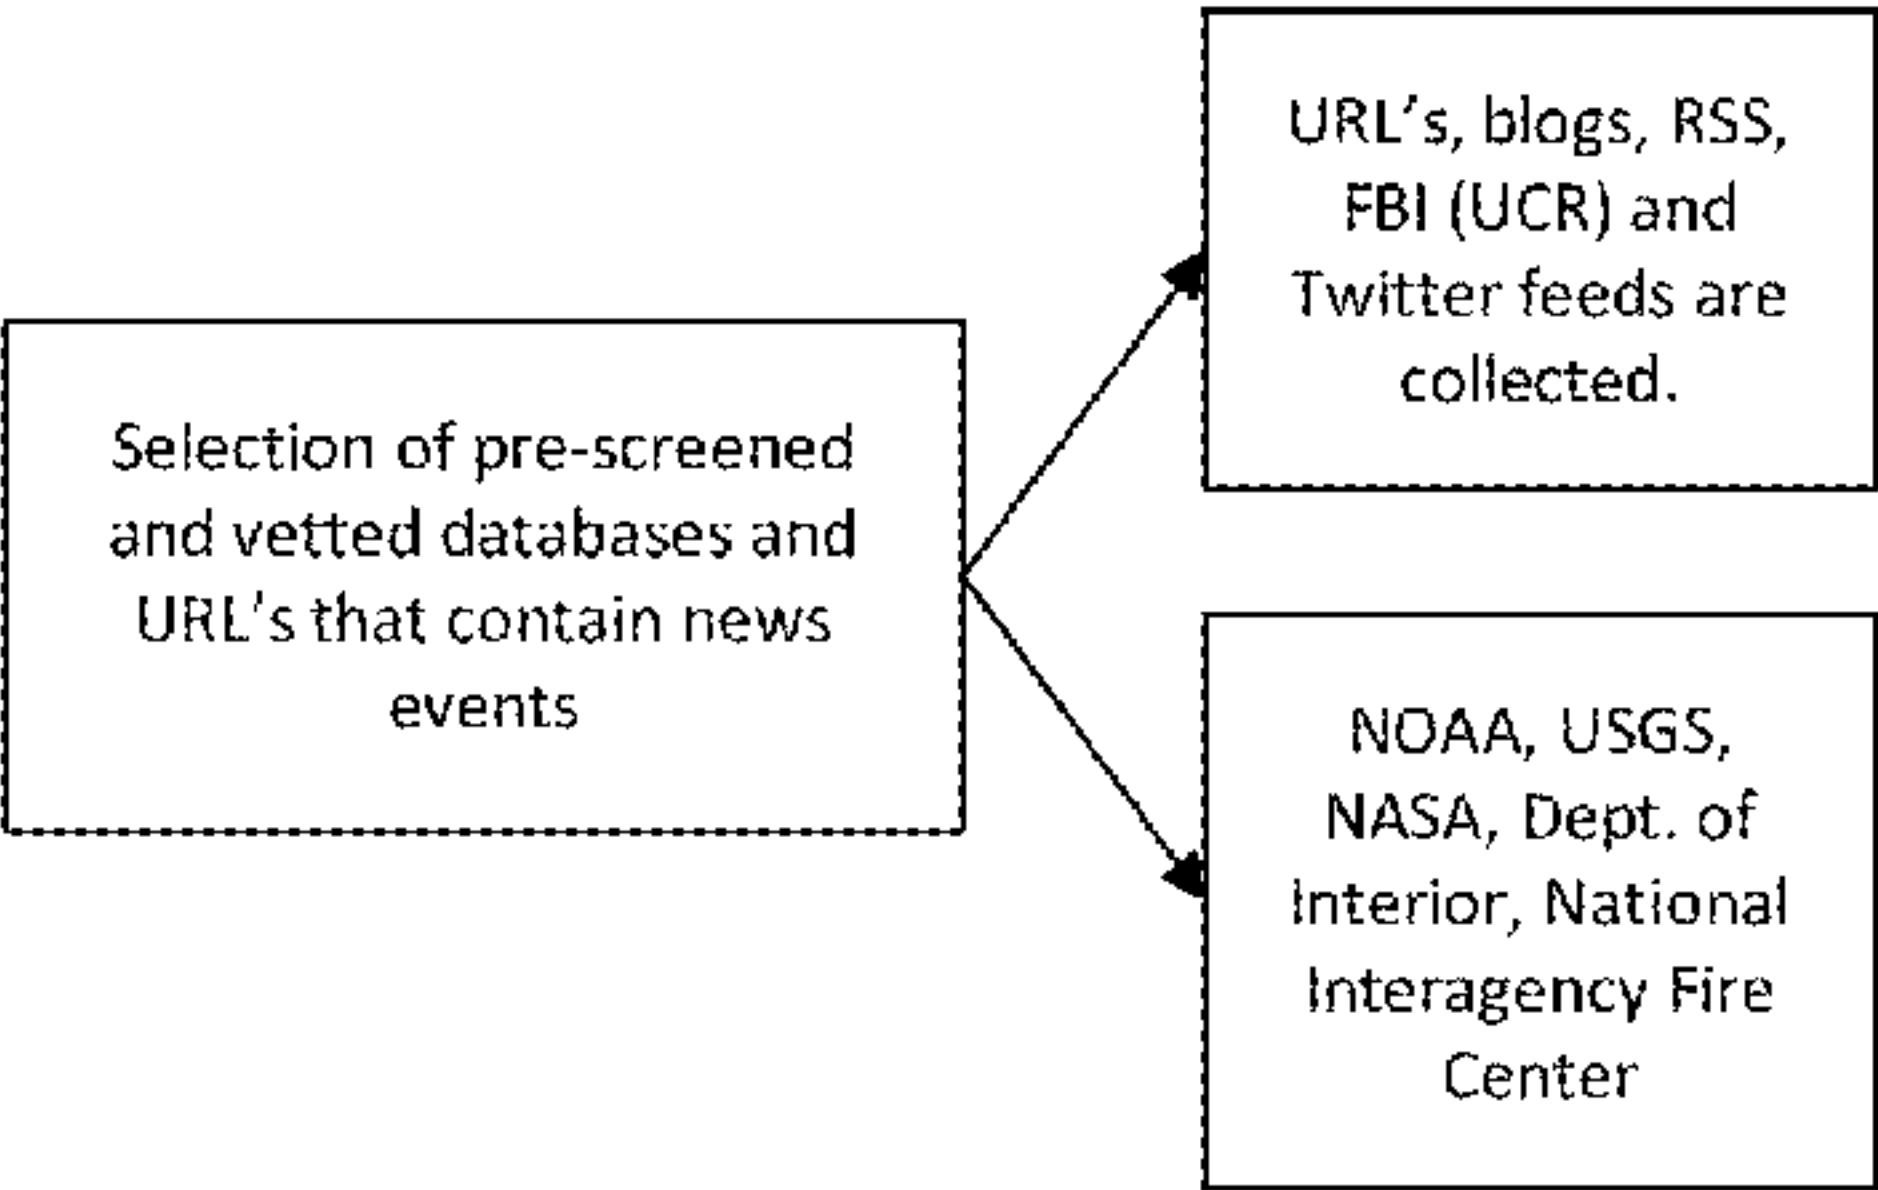 Selection of pre-screened
and vetted databases and
URL's that contain news
events
URL's, blogs, RSS,
FBI (UCR) and
Twitter feeds are
collected.
NOAA, USGS,
NASA, Dept. of
Interior, National
Interagency Fire
Center